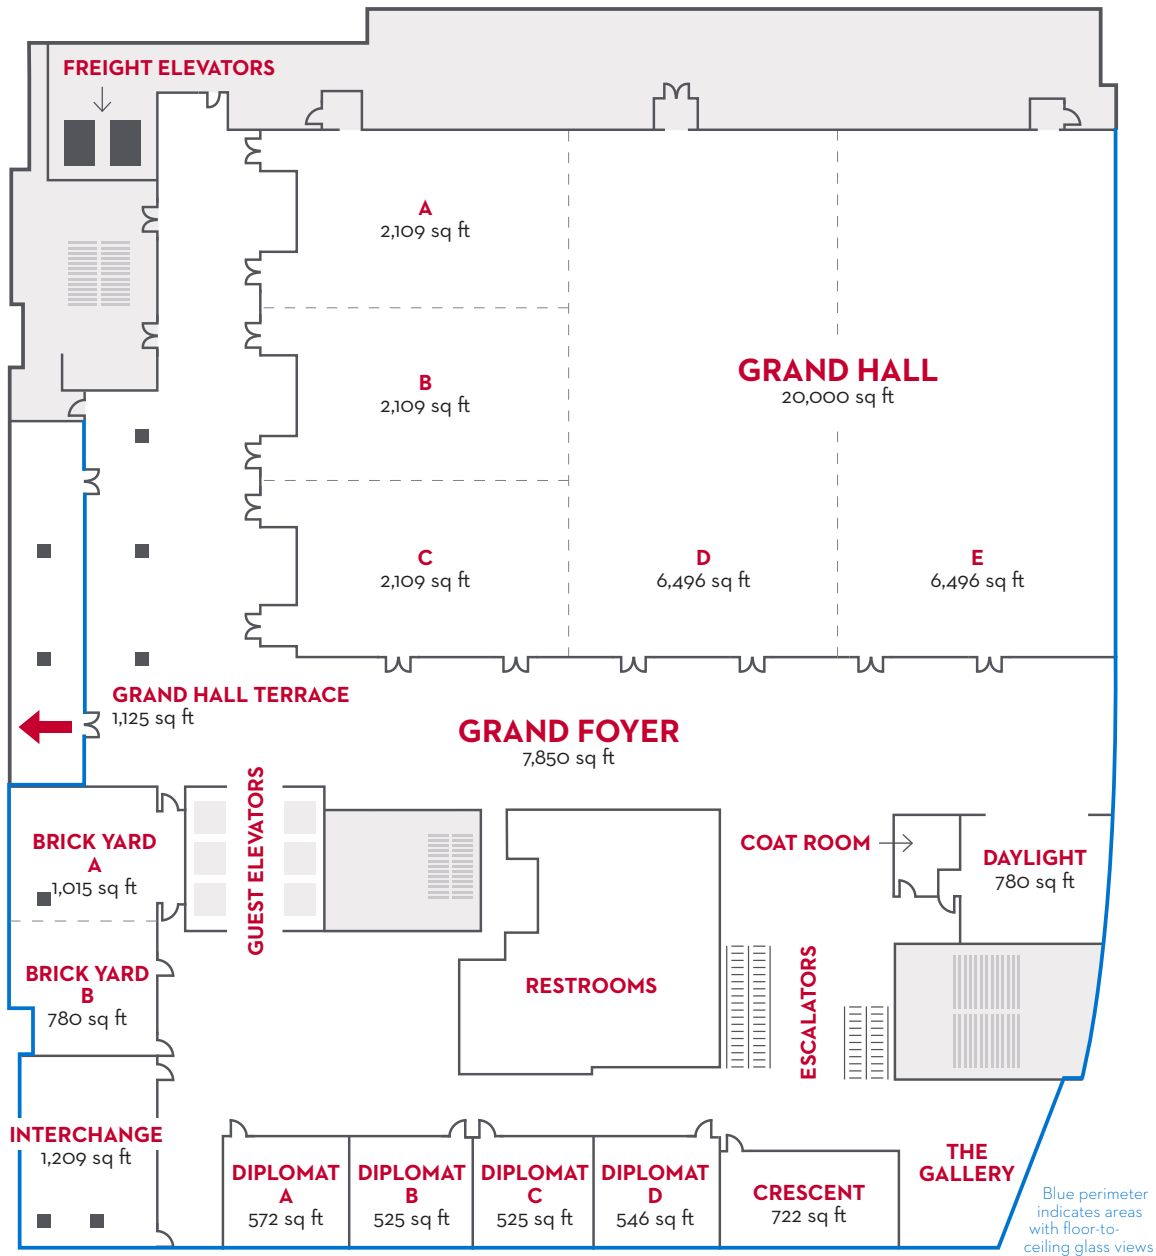 FREIGHT ELEVATORS
A
2,109 sq ft
B
2,109 sq ft
GRAND HALL
20,000 sq ft
C
2,109 sq ft
D
6,496 sq ft
E
6,496 sq ft
GRAND HALL TERRACE
1,125 sq ft
GRAND FOYER
7,850 sq ft
GUEST ELEVATORS
BRICK YARD
A
1,015 sq ft
COAT ROOM
DAYLIGHT
780 sq ft
BRICK YARD
B
780 sq ft
RESTROOMS
ESCALATORS
INTERCHANGE
1,209 sq ft
DIPLOMAT
A
572 sq ft
DIPLOMAT
B
525 sq ft
DIPLOMAT
C
525 sq ft
DIPLOMAT
D
546 sq ft
CRESCENT
722 sq ft
THE
GALLERY
Blue perimeter
indicates areas
with floor-to-
ceiling glass views